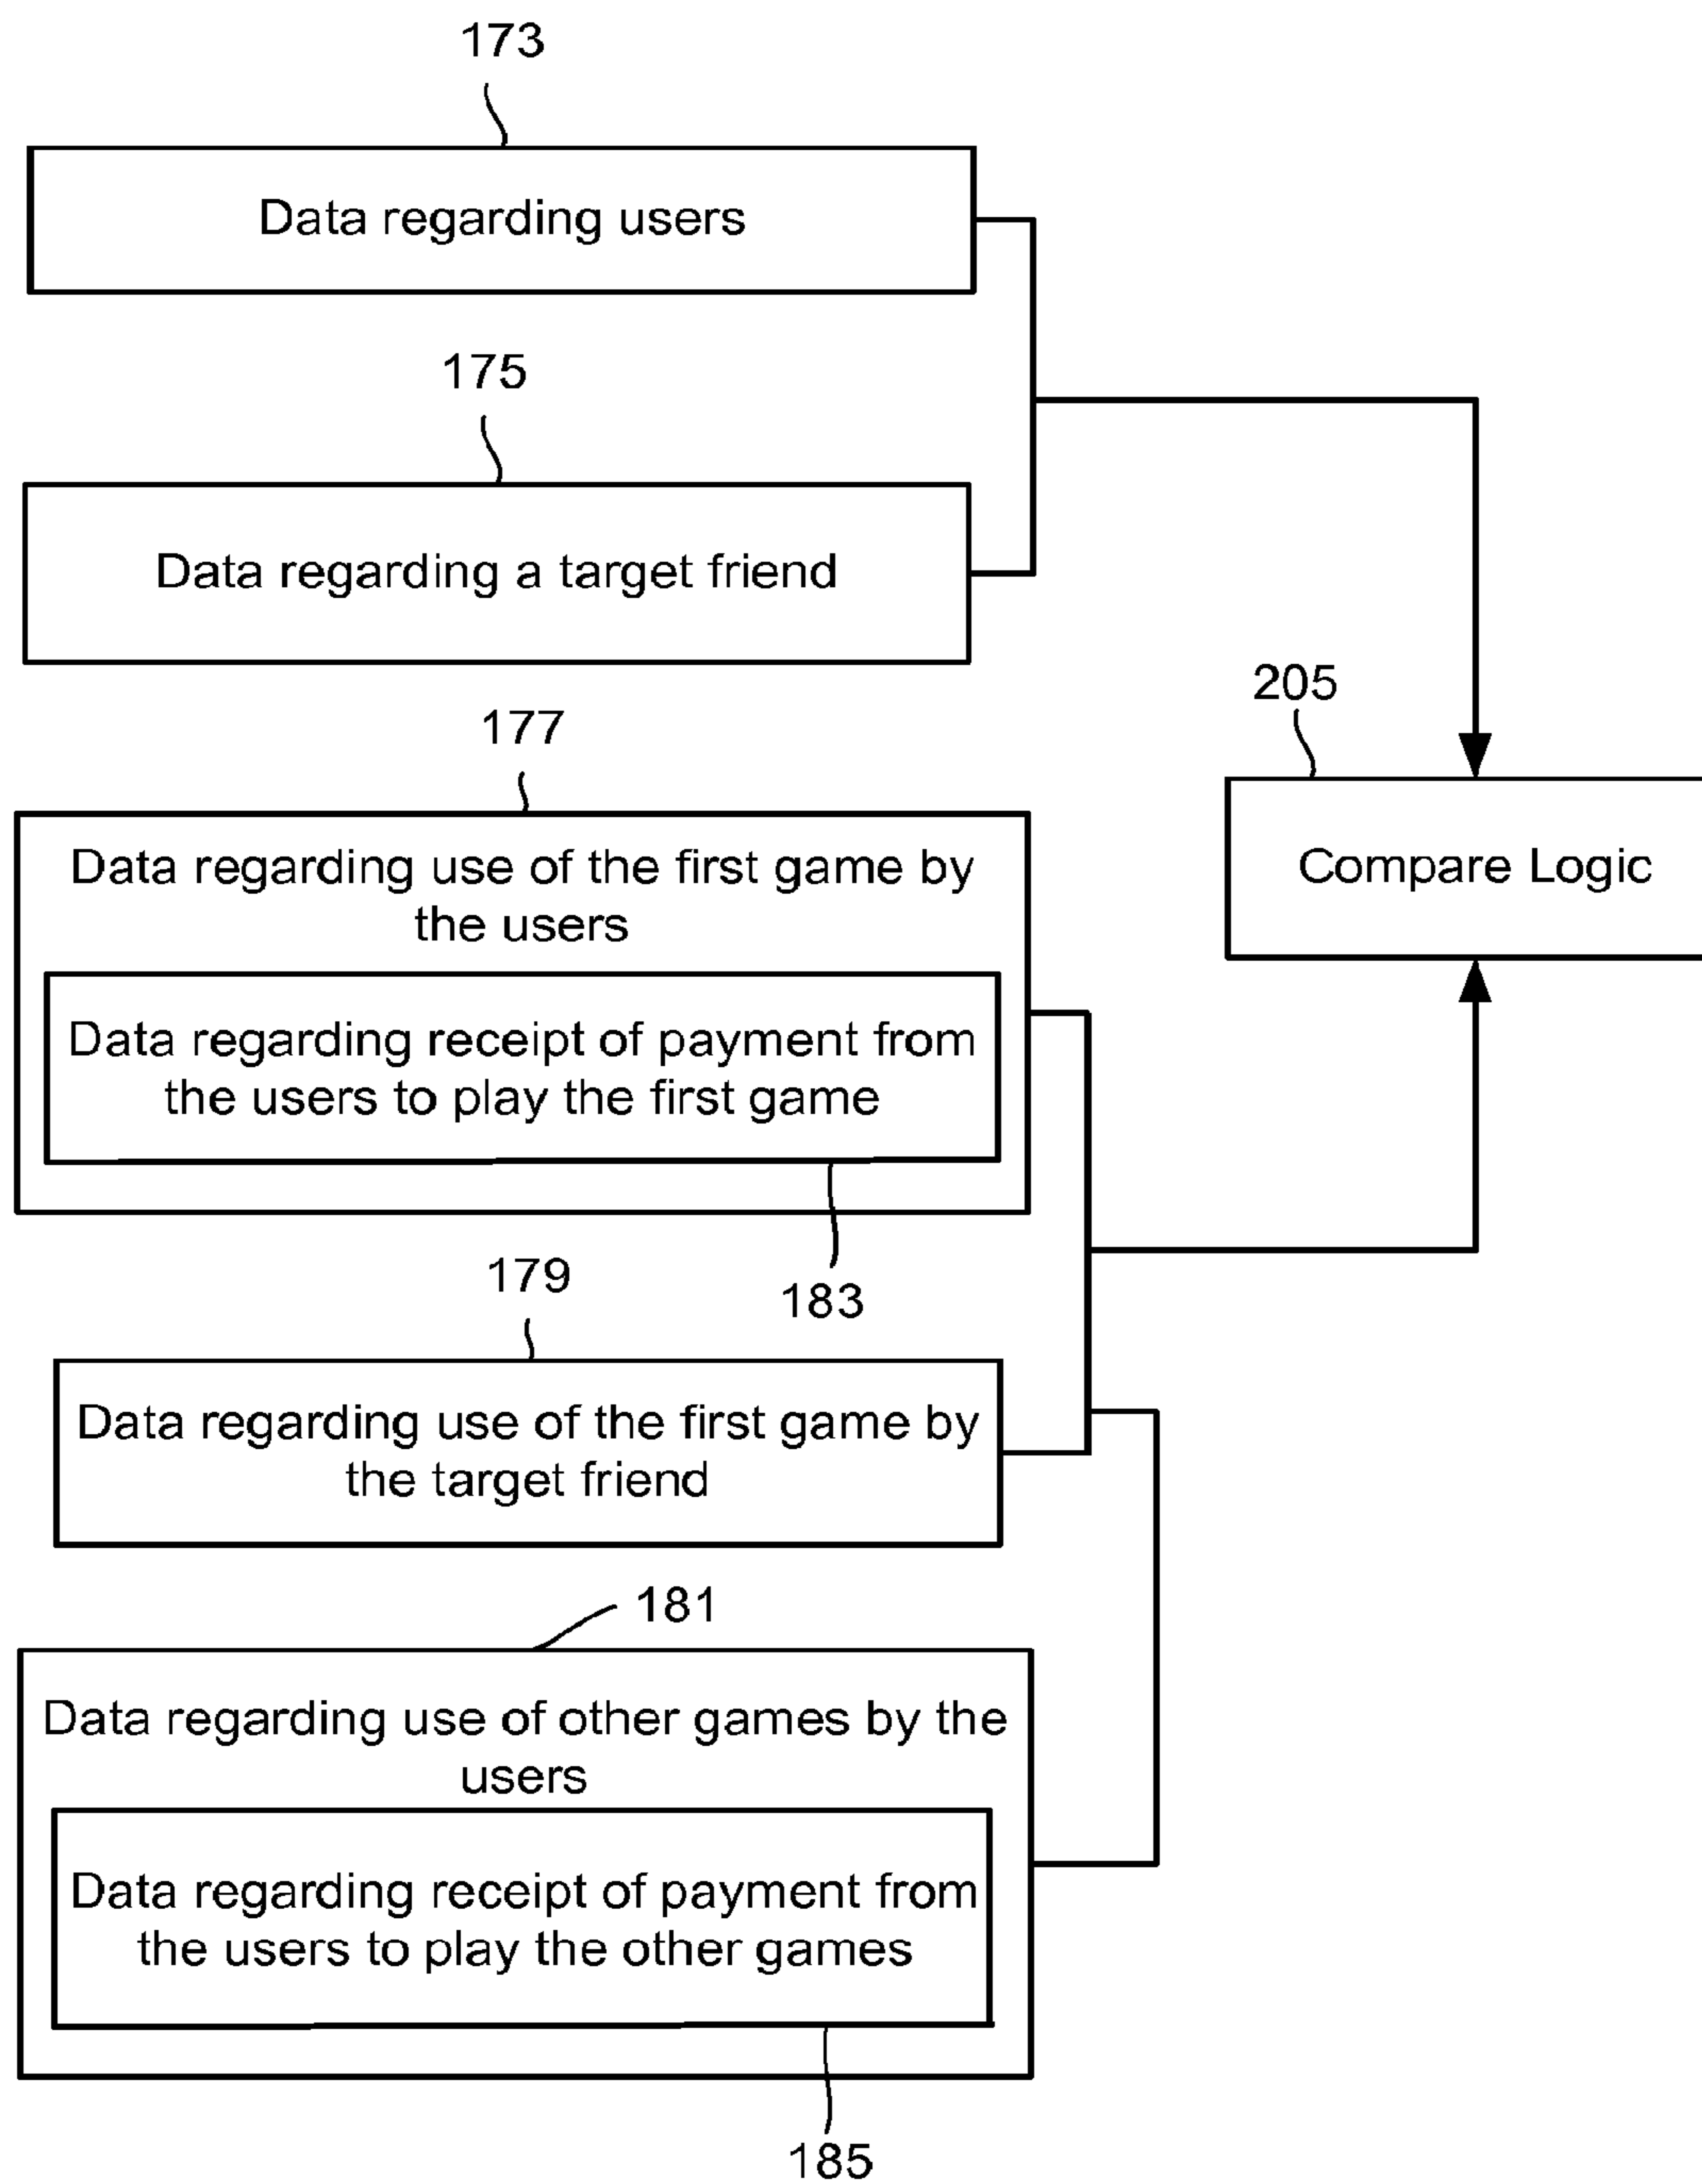 173
Data regarding users
175
Data regarding a target friend
205
Compare Logic
177
Data regarding use of the first game by
the users
Data regarding receipt of payment from
the users to play the first game
183
179
Data regarding use of the first game by
the target friend
181
Data regarding use of other games by the
users
Data regarding receipt of payment from
the users to play the other games
185